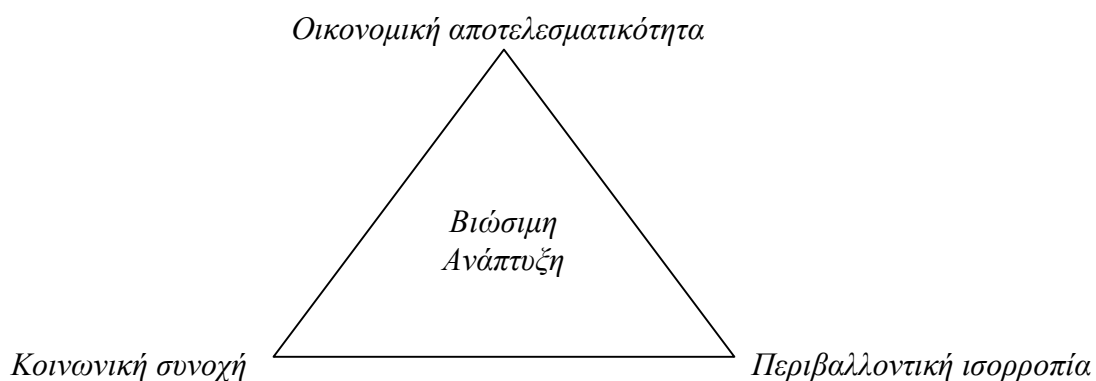 Οικονομική αποτελεσματικότητα
Βιώσιμη
Ανάπτυξη
Κοινωνική συνοχή
Περιβαλλοντική ισορροπία